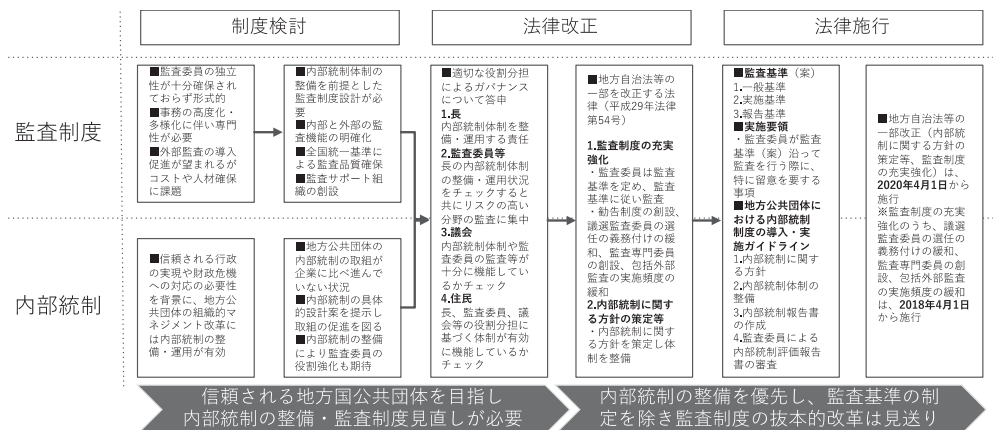 制度検討
法律改正
法律施行
監査制度
■監査委員の独立
性が十分確保され
ておらず形式的
■事務の高度化・
多様化に伴い専門
性が必要
■外部監査の導入
促進が望まれるが
コストや人材確保
に課題
■内部統制体制の
整備を前提とした
監査制度設計が必
要
■内部と外部の監
査機能の明確化
■全国統一基準に
よる監査品質確保
■監査サポート組
織の創設
内部統制
■信頼される行政
の実現や財政危機
への対応の必要性
を背景に、地方公
共団体の組織的マ
ネジメント改革に
は内部統制の整
備・運用が有効
■地方公共団体の
内部統制の取組が
企業に比べ進んで
いない状況
■内部統制の具体
的設計案を提示し
取組の促進を図る
■内部統制の整備
により監査委員の
役割強化も期待
■適切な役割分担
によるガバナンス
について答申
1.長
内部統制体制を整
備・運用する責任
2.監査委員等
長の内部統制体制
の整備・運用状況
をチェックすると
共にリスクの高い
分野の監査に集中
3.議会
内部統制体制や監
査委員の監査等が
十分に機能してい
るかチェック
4.住民
長、監査委員、議
会等の役割分担に
基づく体制が有効
に機能しているか
チェック
■地方自治法等の
一部を改正する
法律（平成29年法律
第54号）
1.監査制度の充実
強化
・監査委員は監査
基準を定め、監査
基準に従い監査
・勧告制度の創設、
議選監査委員の選
任の義務付けの緩
和、監査専門委員
の創設、包括外部
監査の実施頻度の
緩和
2.内部統制に関す
る方針の策定等
・内部統制に関す
る方針を策定し体
制を整備
■監査基準（案）
1.一般基準
2.実施基準
3.報告基準
■実施要領
・監査委員が監査
基準（案）沿って
監査を行う際に、
特に留意を要する
事項
■地方公共団体に
おける内部統制
制度の導入・実
施ガイドライン
1.内部統制に関す
る方針
2.内部統制体制の
整備
3.内部統制報告書
の作成
4.監査委員による
内部統制評価報告
書の審査
■地方自治法等の
一部改正（内部統
制に関する方針の
策定等、監査制度
の充実強化）は、
2020年4月1日から
施行
※監査制度の充実
強化のうち、議選
監査委員の選任の
義務付けの緩和、
監査専門委員の創
設、包括外部監査
の実施頻度の緩和
は、2018年4月1日
から施行
信頼される地方国公共団体を目指し
内部統制の整備・監査制度見直しが必要
内部統制の整備を優先し、監査基準の制
定を除き監査制度の抜本的改革は見送り